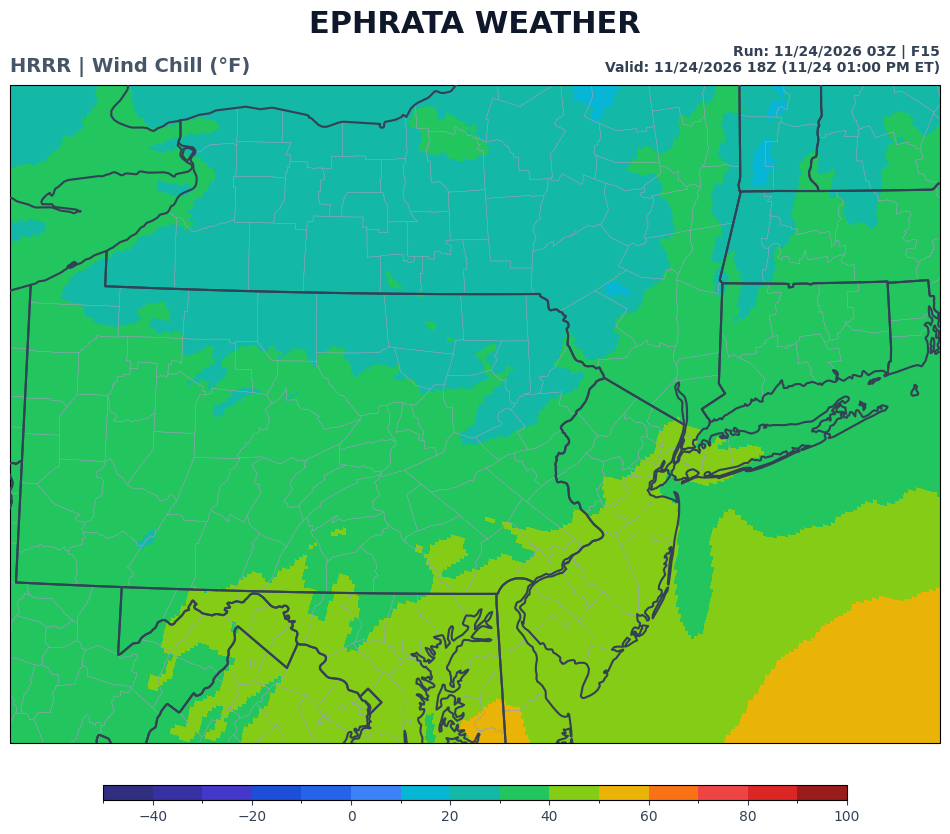 EPHRATA WEATHER
HRRR | Wind Chill (°F)
Run: 11/24/2026 03Z | F15
Valid: 11/24/2026 18Z (11/24 01:00 PM ET)
−40 −20 0 20 40 60 80 100